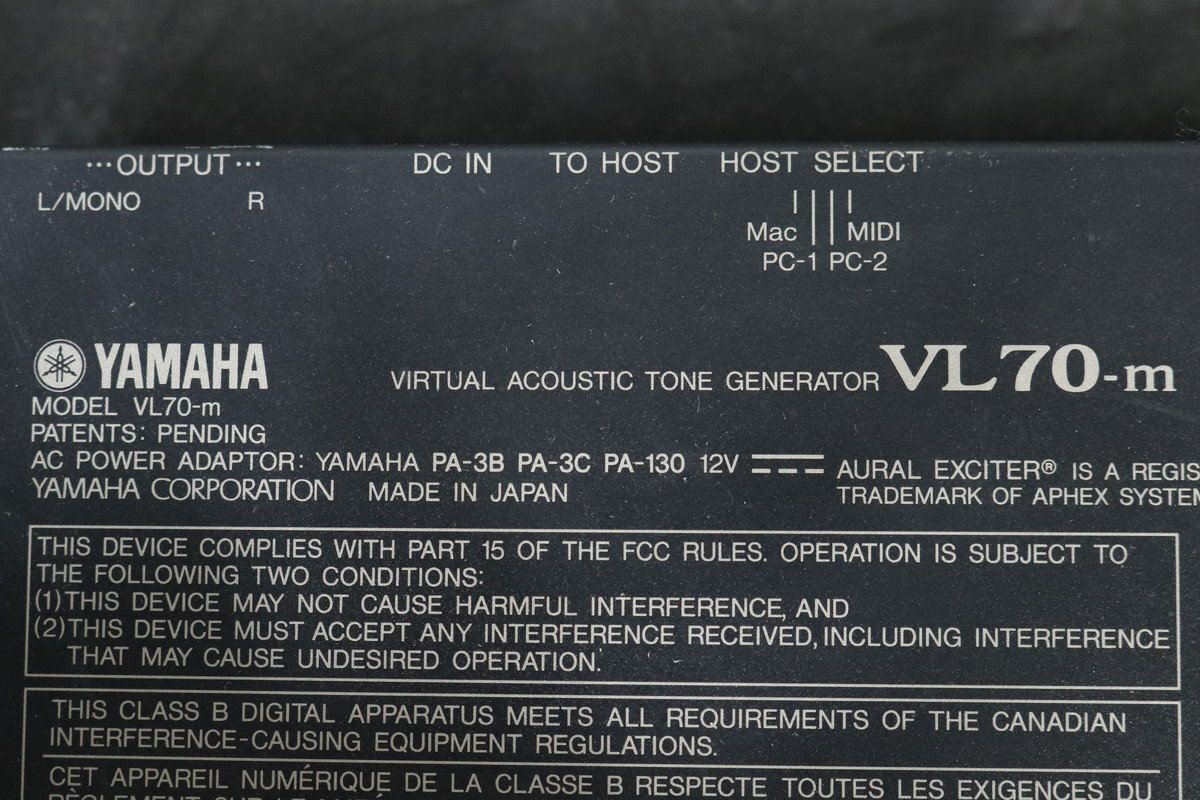 ···OUTPUT··· DC IN TO HOST HOST SELECT
L/MONO R
Mac MIDI
PC-1 PC-2
YAMAHA VIRTUAL ACOUSTIC TONE GENERATOR VL70-m
MODEL VL70-m
PATENTS: PENDING
AC POWER ADAPTOR: YAMAHA PA-3B PA-3C PA-130 12V
YAMAHA CORPORATION MADE IN JAPAN
AURAL EXCITER® IS A REGIS
TRADEMARK OF APHEX SYSTEM
THIS DEVICE COMPLIES WITH PART 15 OF THE FCC RULES. OPERATION IS SUBJECT TO
THE FOLLOWING TWO CONDITIONS:
(1)THIS DEVICE MAY NOT CAUSE HARMFUL INTERFERENCE, AND
(2)THIS DEVICE MUST ACCEPT ANY INTERFERENCE RECEIVED, INCLUDING INTERFERENCE
THAT MAY CAUSE UNDESIRED OPERATION.
THIS CLASS B DIGITAL APPARATUS MEETS ALL REQUIREMENTS OF THE CANADIAN
INTERFERENCE-CAUSING EQUIPMENT REGULATIONS.
CET APPAREIL NUMÉRIQUE DE LA CLASSE B RESPECTE TOUTES LES EXIGENCES DU
RÈGLEMENT SUR LE